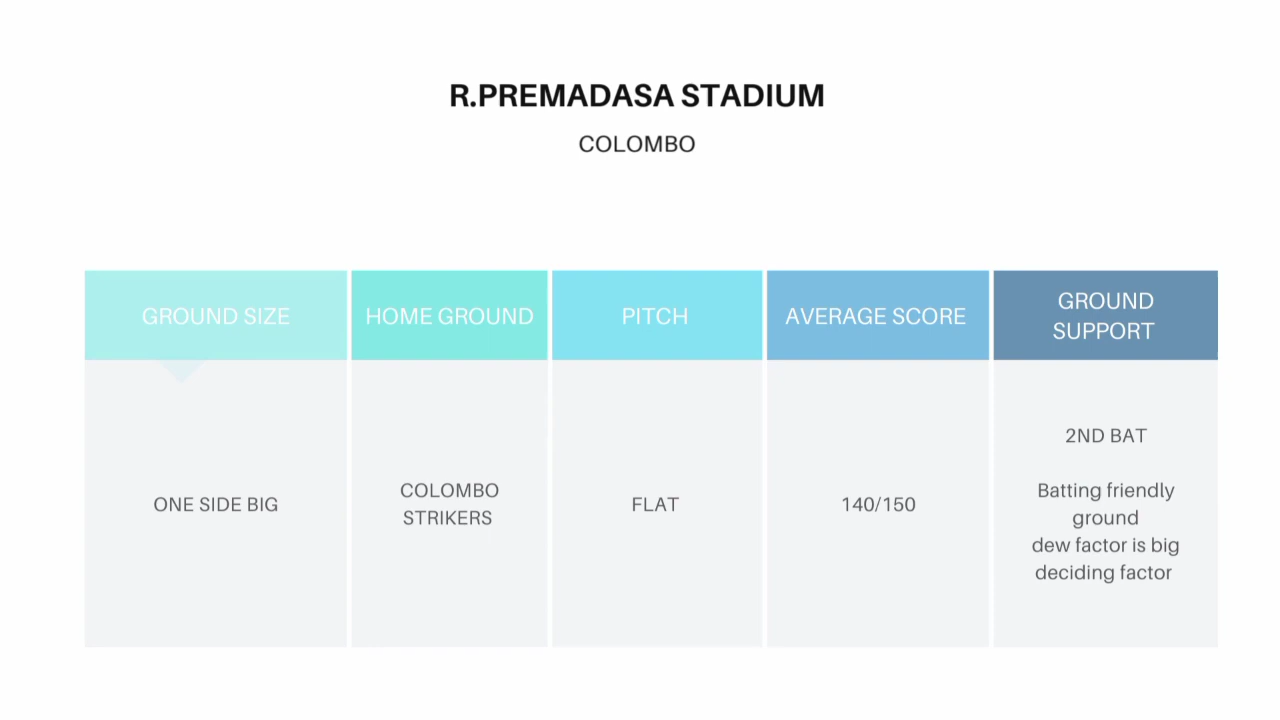 R.PREMADASA STADIUM
COLOMBO
GROUND SIZE
HOME GROUND
PITCH
AVERAGE SCORE
GROUND
SUPPORT
ONE SIDE BIG
COLOMBO
STRIKERS
FLAT
140/150
2ND BAT
Batting friendly
ground
dew factor is big
deciding factor